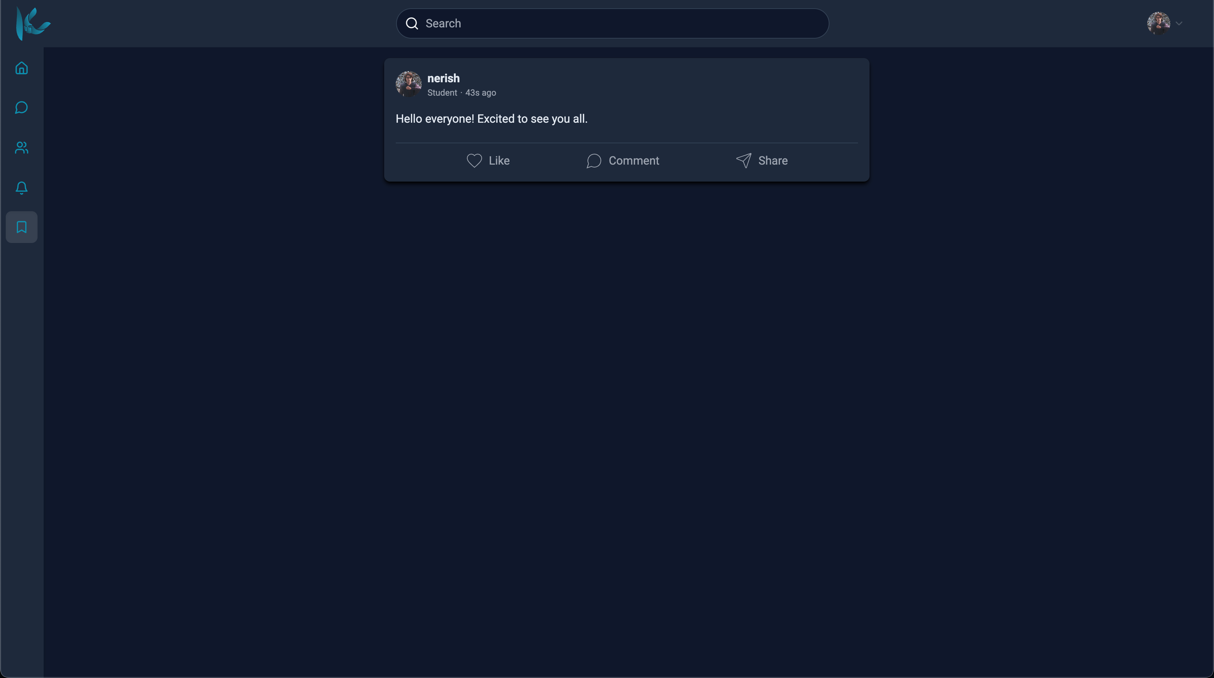 Search
nerish
Student · 43s ago
Hello everyone! Excited to see you all.
Like
Comment
Share